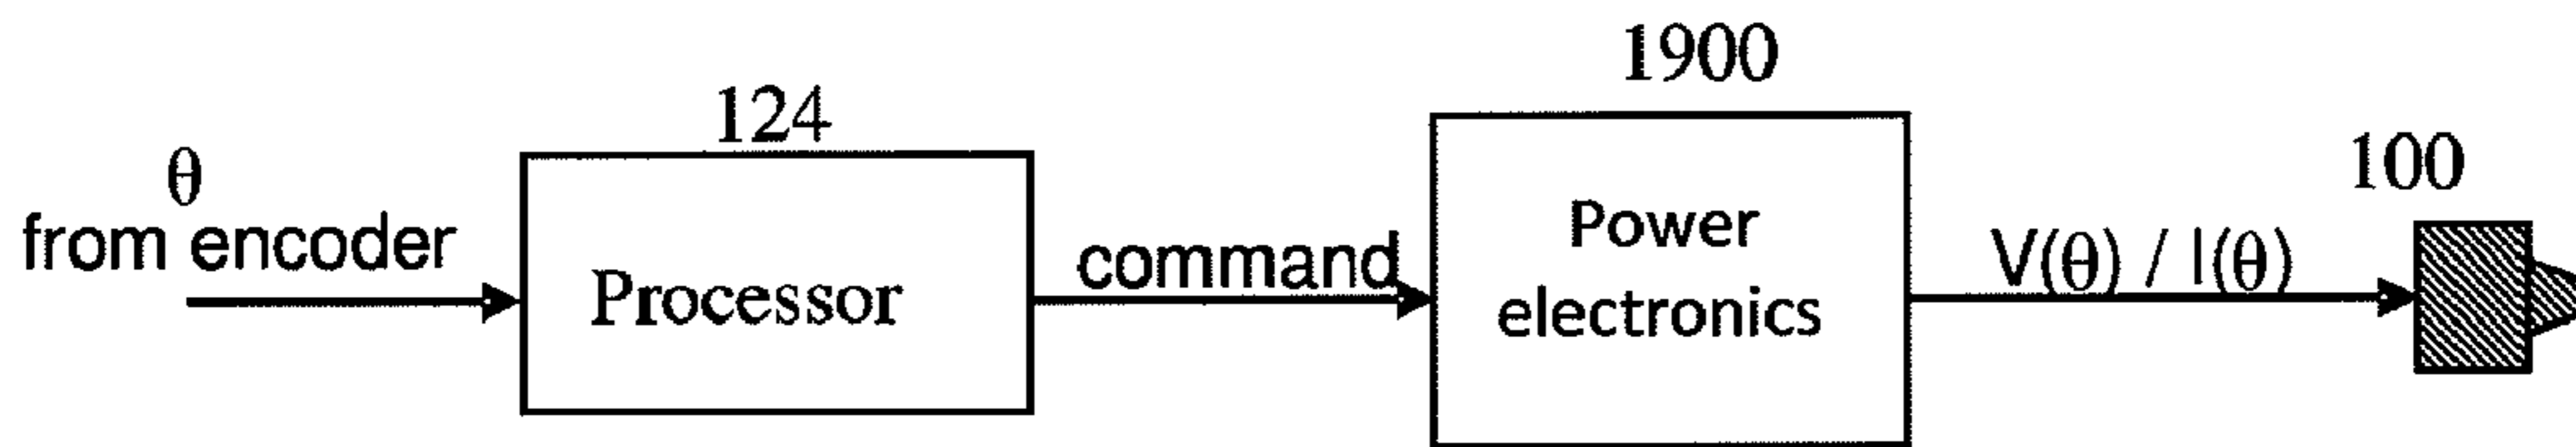 θ
from encoder
124
Processor
command
1900
Power
electronics
V(θ) / I(θ)
100